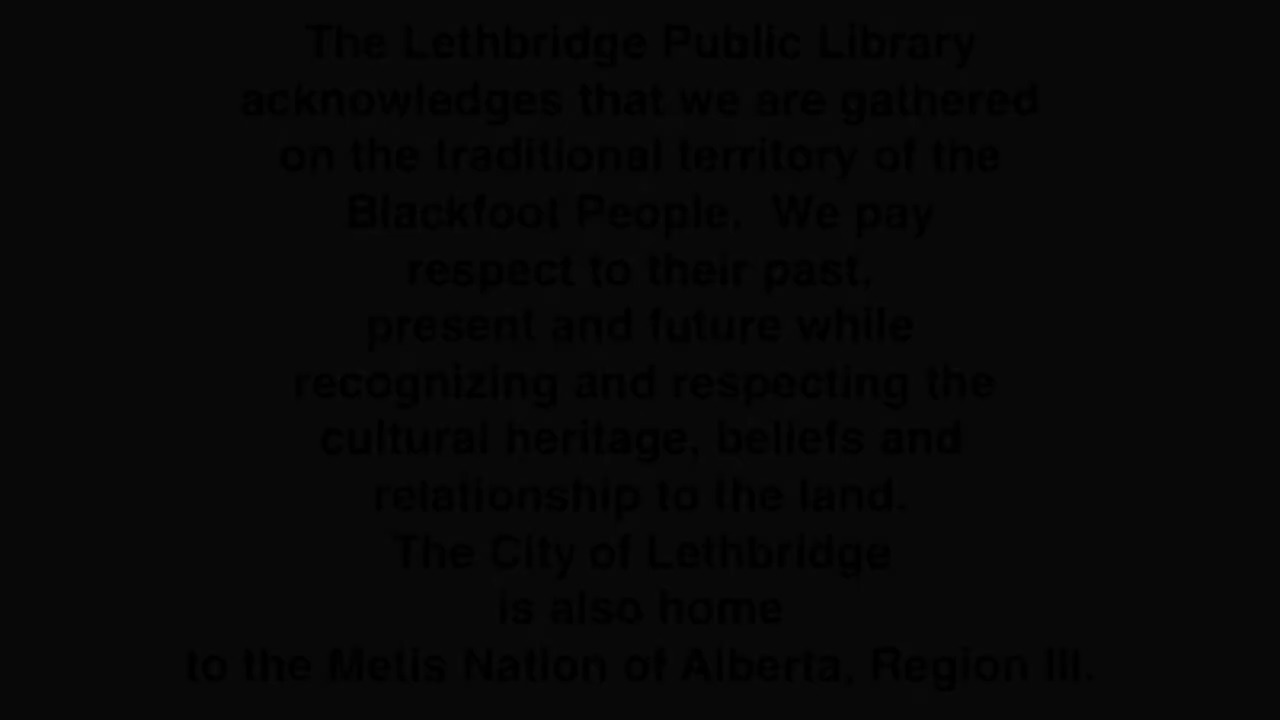 The Lethbridge Public Library
acknowledges that we are gathered
on the traditional territory of the
Blackfoot People. We pay
respect to their past,
present and future while
recognizing and respecting the
cultural heritage, beliefs and
relationship to the land.
The City of Lethbridge
is also home
to the Metis Nation of Alberta, Region III.